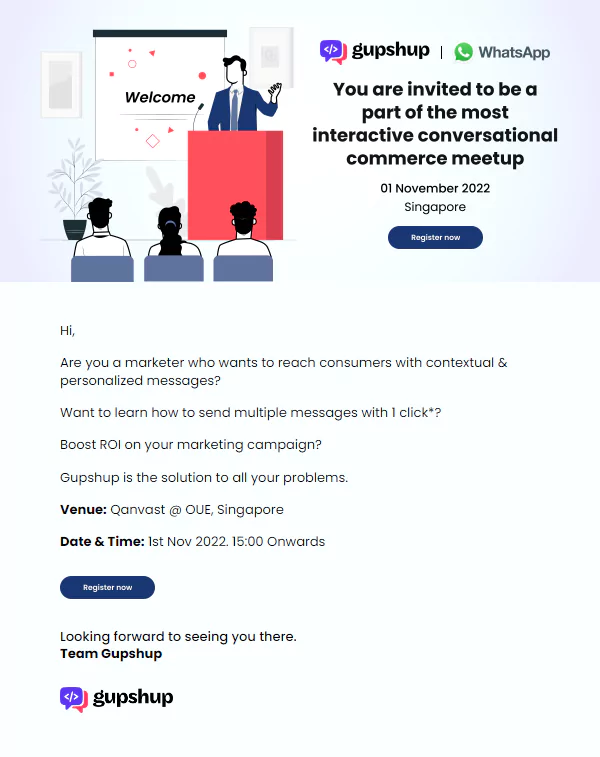 Welcome
</> gupshup | WhatsApp
You are invited to be a
part of the most
interactive conversational
commerce meetup
01 November 2022
Singapore
Register now
Hi,
Are you a marketer who wants to reach consumers with contextual &
personalized messages?
Want to learn how to send multiple messages with 1 click*?
Boost ROI on your marketing campaign?
Gupshup is the solution to all your problems.
Venue: Qanvast @ OUE, Singapore
Date & Time: 1st Nov 2022. 15:00 Onwards
Register now
Looking forward to seeing you there.
Team Gupshup
</> gupshup